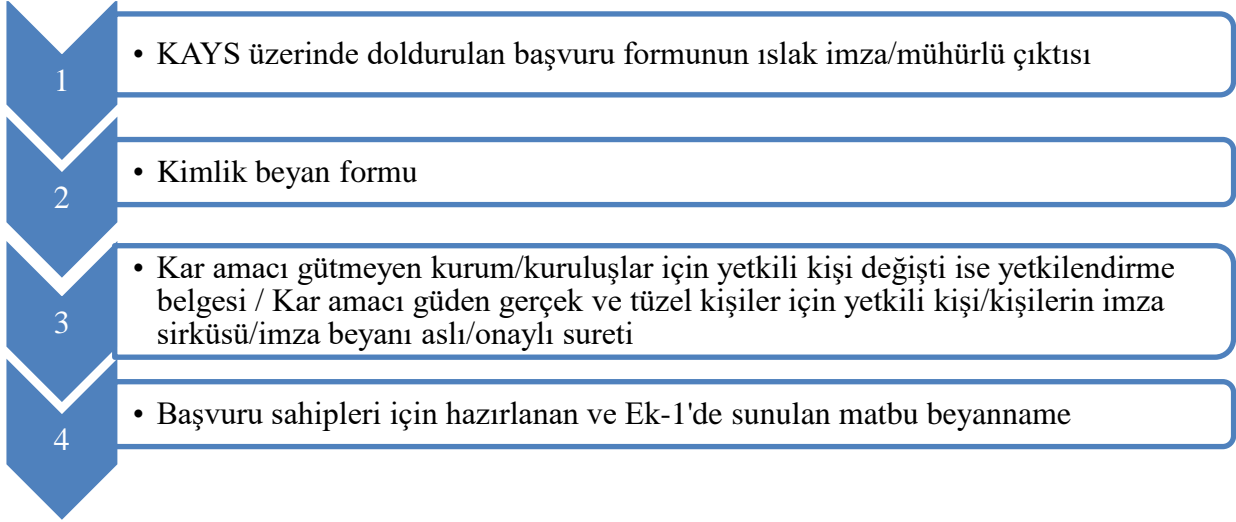 1
• KAYS üzerinde doldurulan başvuru formunun ıslak imza/mühürlü çıktısı
2
• Kimlik beyan formu
3
• Kar amacı gütmeyen kurum/kuruluşlar için yetkili kişi değişti ise yetkilendirme
belgesi / Kar amacı güden gerçek ve tüzel kişiler için yetkili kişi/kişilerin imza
sirküsü/imza beyanı aslı/onaylı sureti
4
• Başvuru sahipleri için hazırlanan ve Ek-1'de sunulan matbu beyanname